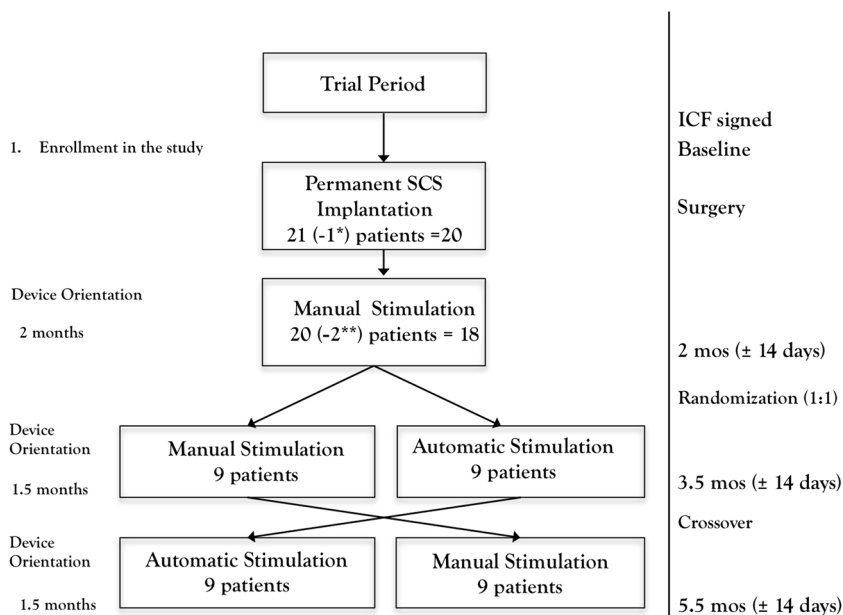 Trial Period
ICF signed
1. Enrollment in the study
Baseline
Permanent SCS
Implantation
21 (-1*) patients =20
Surgery
Device Orientation
2 months
Manual Stimulation
20 (-2**) patients = 18
2 mos (± 14 days)
Randomization (1:1)
Device
Orientation
1.5 months
Manual Stimulation
9 patients
Automatic Stimulation
9 patients
3.5 mos (± 14 days)
Crossover
Device
Orientation
1.5 months
Automatic Stimulation
9 patients
Manual Stimulation
9 patients
5.5 mos (± 14 days)